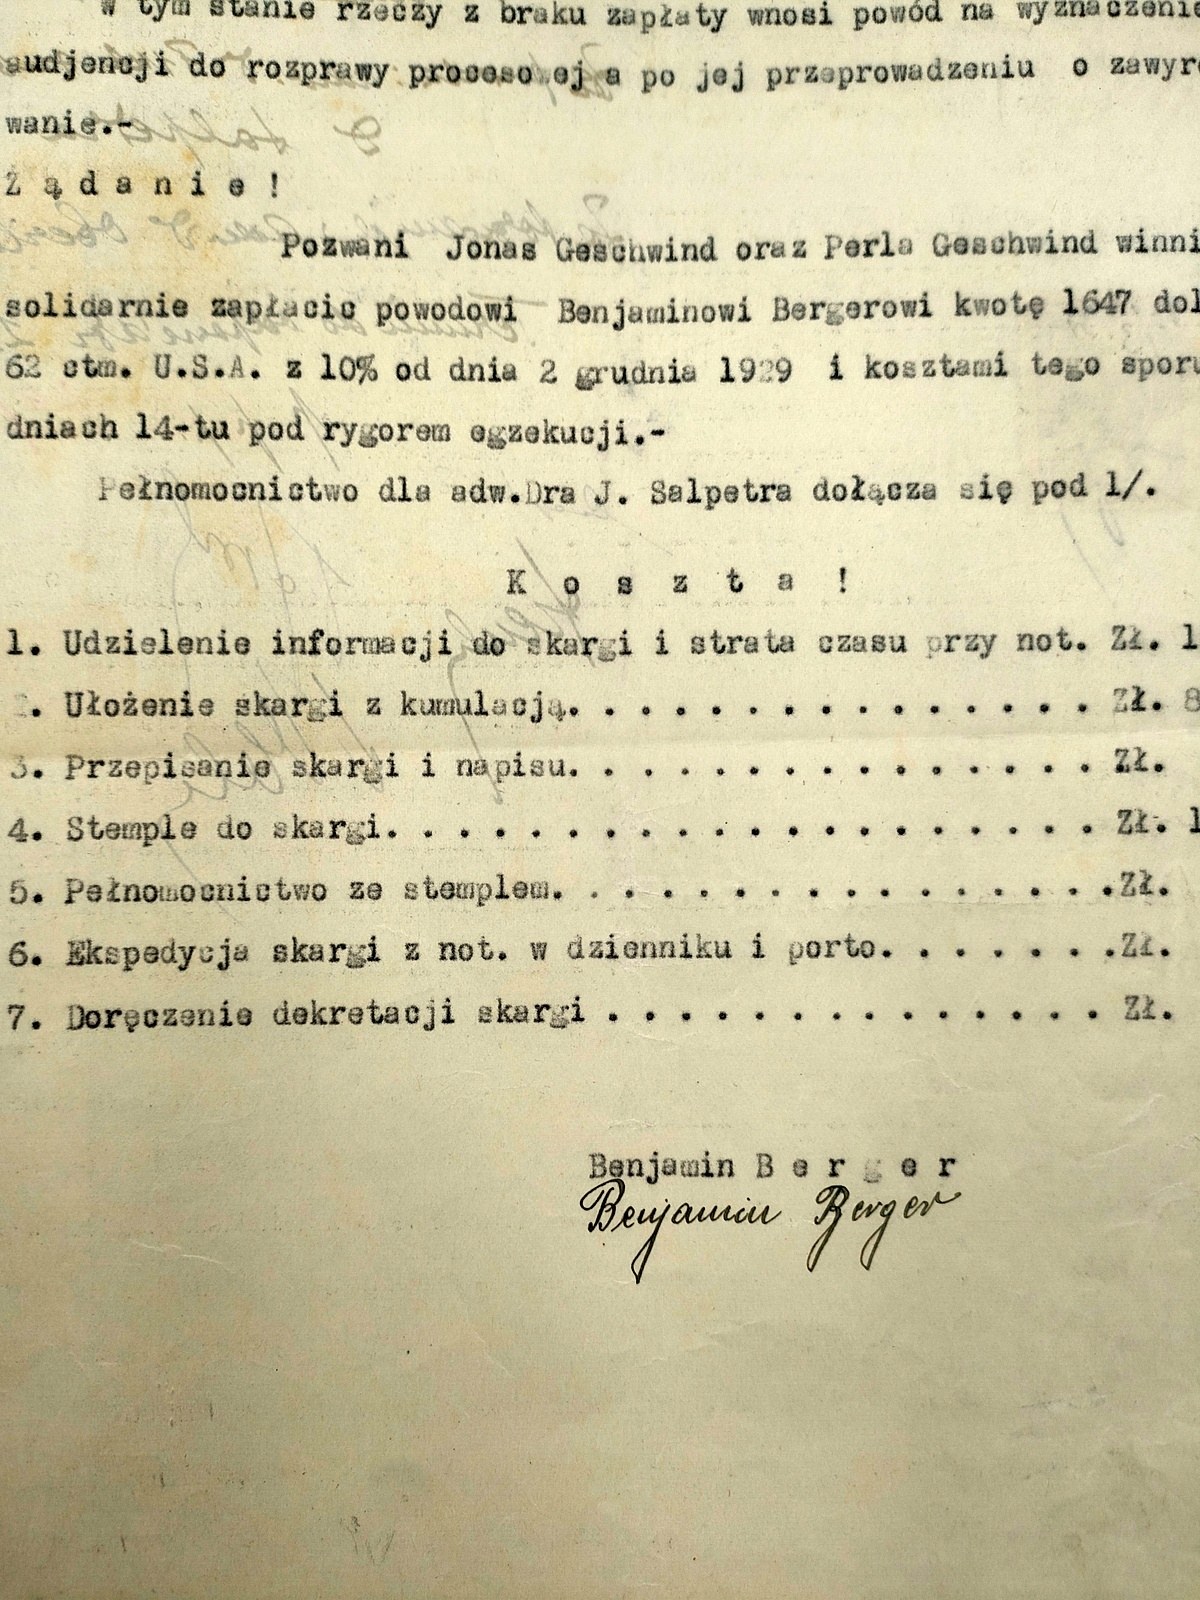 w tym stanie rzeczy z braku zapłaty wnosi powód na wyznaczenie
audjencji do rozprawy proceso ej a po jej przeprowadzeniu o zawyro
wanie.-
Ż ą d a n i e !
Pozwani Jonas Geschwind oraz Perla Geschwind winni
solidarnie zapłacic powodowi Benjaminowi Bergerowi kwotę 1647 dol
62 ctm. U.S.A. z 10% od dnia 2 grudnia 1929 i kosztami tego sporu
dniach 14-tu pod rygorem egzekucji.-
Pełnomocnictwo dla adw.Dra J. Salpetra dołącza się pod 1/.
K o s z t a !
1. Udzielenie informacji do skargi i strata czasu przy not. Zł. 1
2. Ułożenie skargi z kumulacją. . . . . . . . . . . . . . . Zł. 8
3. Przepisanie skargi i napisu. . . . . . . . . . . . . . . Zł.
4. Stemple do skargi. . . . . . . . . . . . . . . . . . . . Zł. 1
5. Pełnomocnictwo ze stemplem. . . . . . . . . . . . . . . .Zł.
6. Ekspedycja skargi z not. w dzienniku i porto. . . . . . .Zł.
7. Doręczenie dekretacji skargi . . . . . . . . . . . . . . Zł.
Benjamin B e r g e r
Benjamin Berger